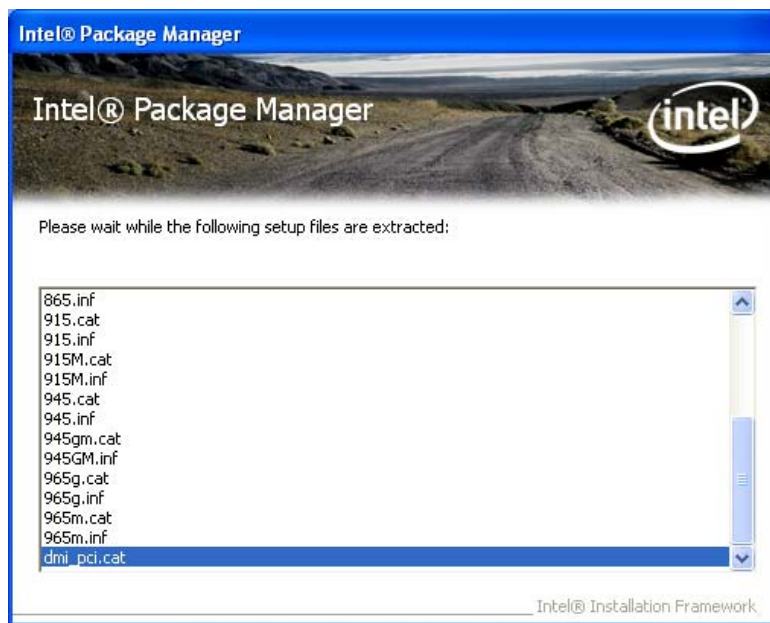 Intel® Package Manager
Intel® Package Manager
intel®
Please wait while the following setup files are extracted:
865.inf
915.cat
915.inf
915M.cat
915M.inf
945.cat
945.inf
945gm.cat
945GM.inf
965g.cat
965g.inf
965m.cat
965m.inf
dmi_pci.cat
Intel® Installation Framework